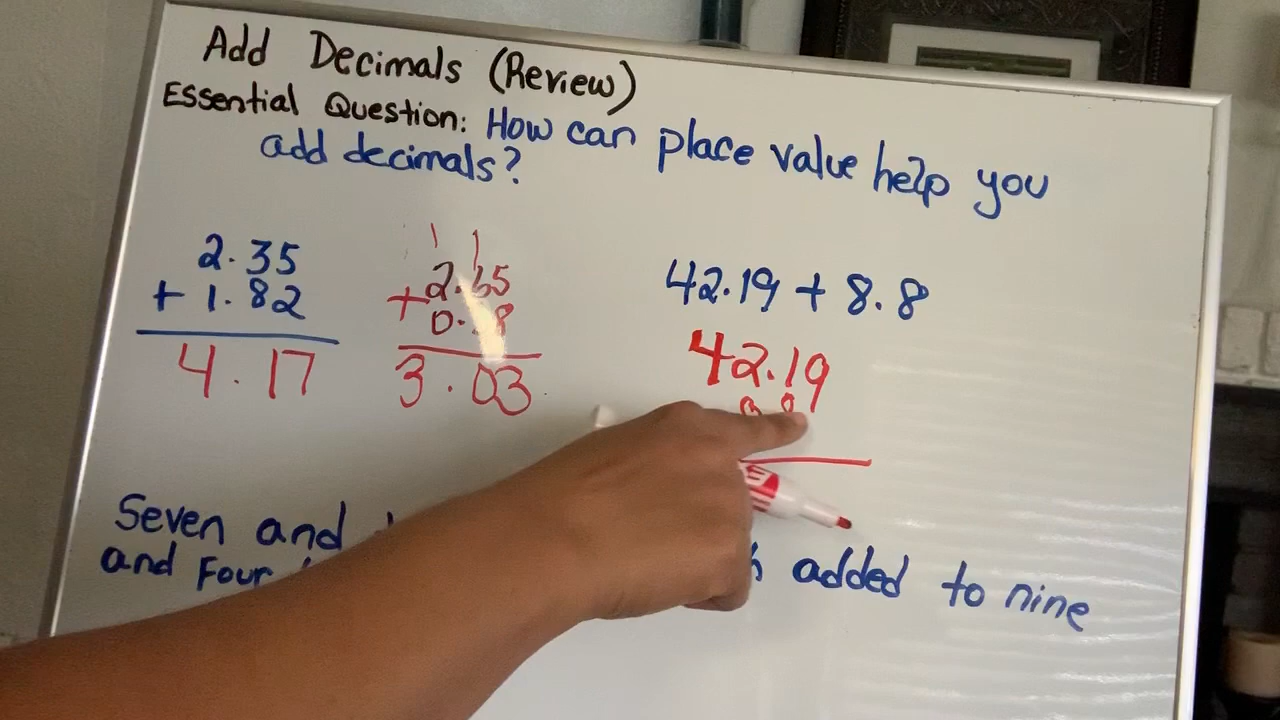 Add Decimals (Review)
Essential Question: How can place value help you
add decimals?
2.35
+ 1.82
4.17
1 1
+ 2.
0.
3.03
42.19 + 8.8
42.19
Seven and
added to nine
and Four